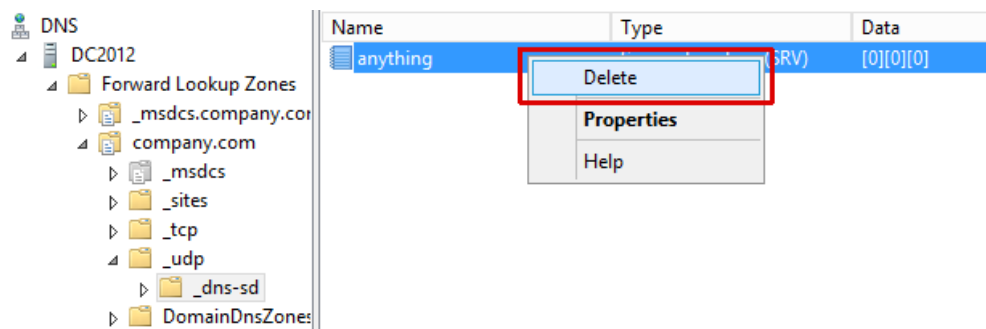 DNS
DC2012
Forward Lookup Zones
_msdcs.company.cor
company.com
_msdcs
_sites
_tcp
_udp
_dns-sd
DomainDnsZones
Name Type Data
anything (SRV) [0][0][0]
Delete
Properties
Help